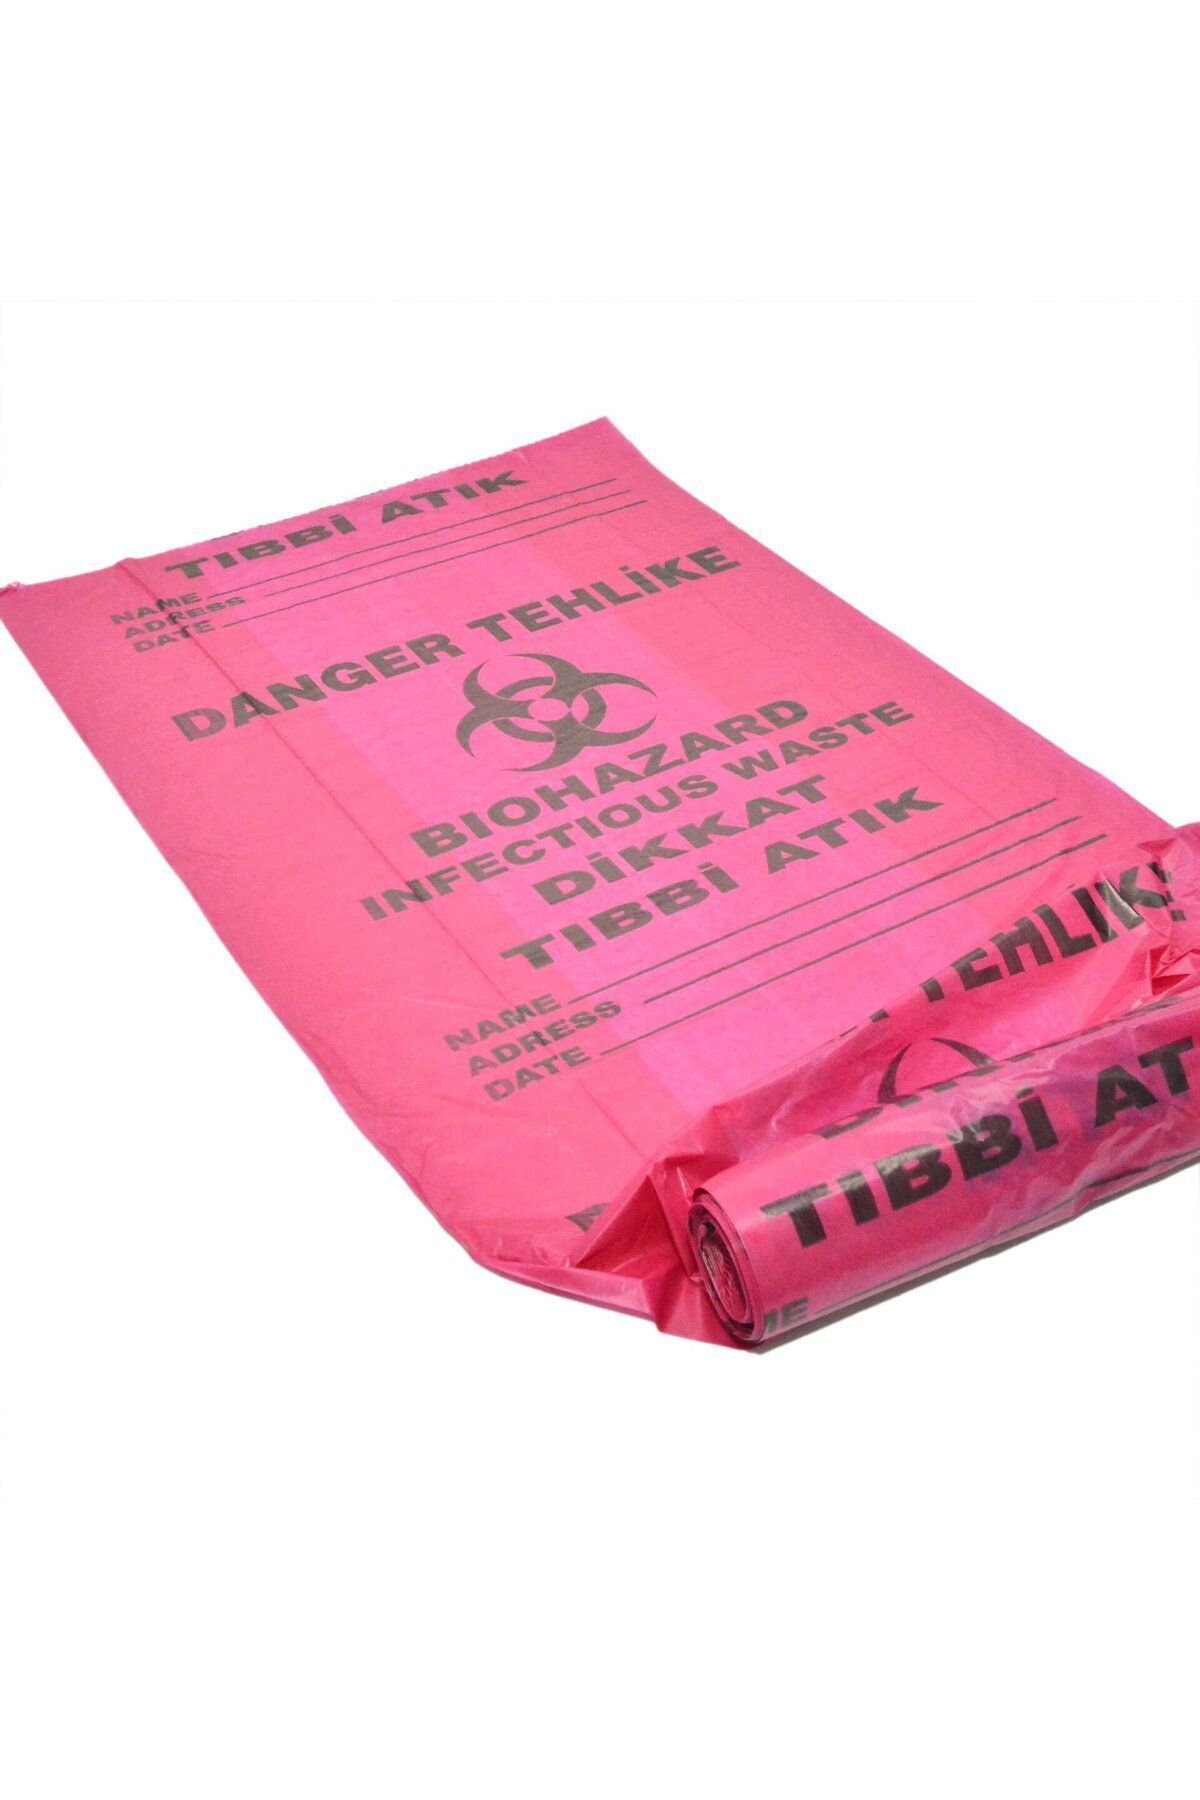 TIBBİ ATIK
NAME
ADRESS
DATE
DANGER TEHLİKE
BIOHAZARD
INFECTIOUS WASTE
DİKKAT
TIBBİ ATIK
NAME
ADRESS
DATE
TEHLİK
TIBBİ AT